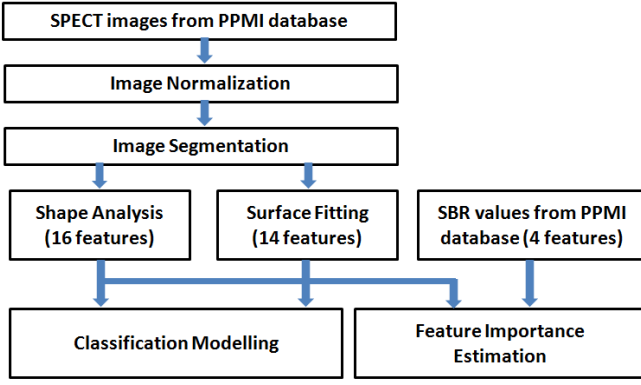 SPECT images from PPMI database
Image Normalization
Image Segmentation
Shape Analysis
(16 features)
Surface Fitting
(14 features)
SBR values from PPMI
database (4 features)
Classification Modelling
Feature Importance
Estimation